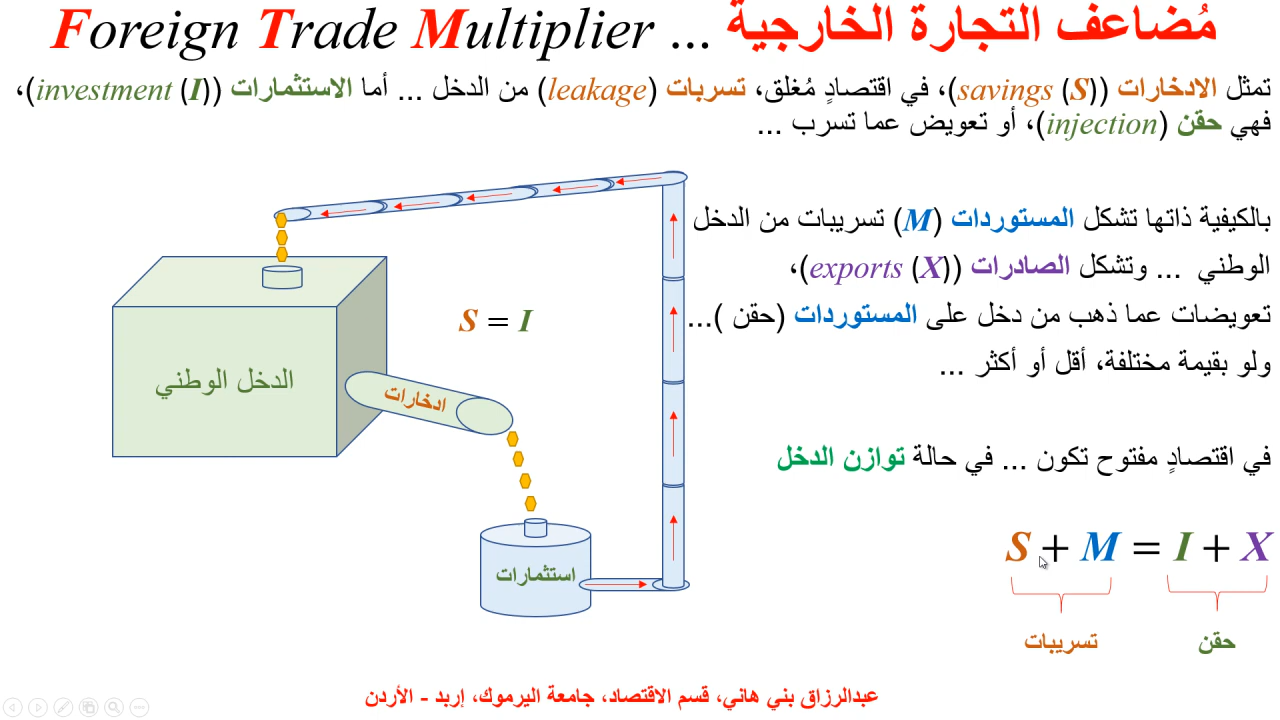 مُضاعف التجارة الخارجية ... Foreign Trade Multiplier
تمثل الادخارات (savings (S))، في اقتصادٍ مُغلق، تسربات (leakage) من الدخل ... أما الاستثمارات (investment (I))،
فهي حقن (injection)، أو تعويض عما تسرب ...
بالكيفية ذاتها تشكل المستوردات (M) تسريبات من الدخل
الوطني ... وتشكل الصادرات (exports (X))،
تعويضات عما ذهب من دخل على المستوردات (حقن )...
ولو بقيمة مختلفة، أقل أو أكثر ...
S = I
الدخل الوطني
ادخارات
استثمارات
في اقتصادٍ مفتوح تكون ... في حالة توازن الدخل
S + M = I + X
تسريبات
حقن
عبدالرزاق بني هاني، قسم الاقتصاد، جامعة اليرموك، إربد - الأردن